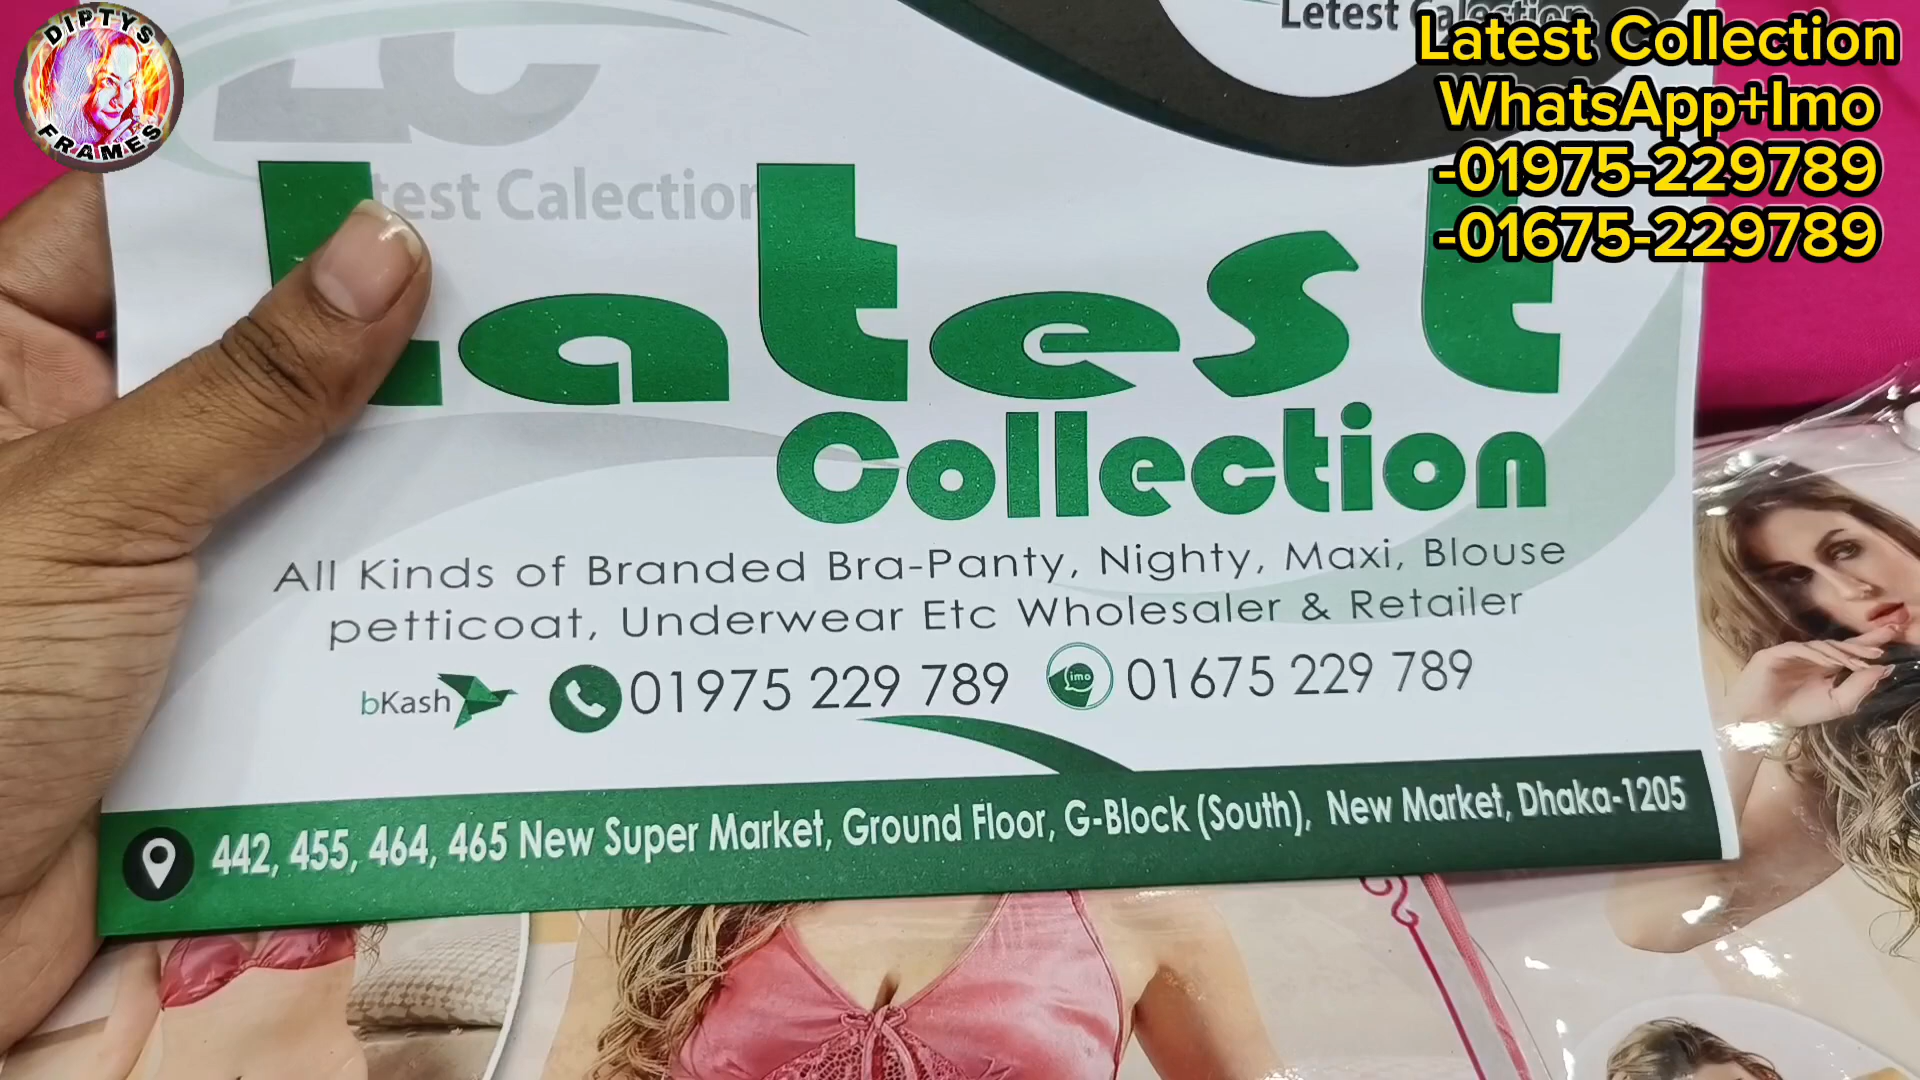 DIPTYS
FRAMES
Letest Calection
Latest Collection
WhatsApp+Imo
-01975-229789
-01675-229789
LC
test Calection
Latest
Collection
All Kinds of Branded Bra-Panty, Nighty, Maxi, Blouse
petticoat, Underwear Etc Wholesaler & Retailer
bKash 01975 229 789 imo 01675 229 789
442, 455, 464, 465 New Super Market, Ground Floor, G-Block (South), New Market, Dhaka-1205